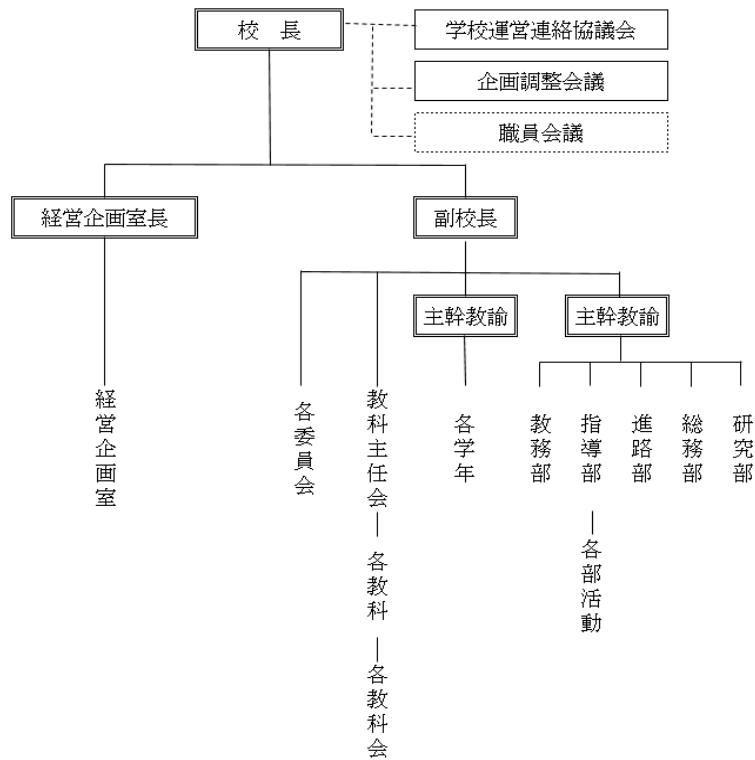 校 長
学校運営連絡協議会
企画調整会議
職員会議
経営企画室長
副校長
主幹教諭
主幹教諭
経営企画室
各委員会
教科主任会
各教科
各教科会
各学年
教務部
指導部
各部活動
進路部
総務部
研究部